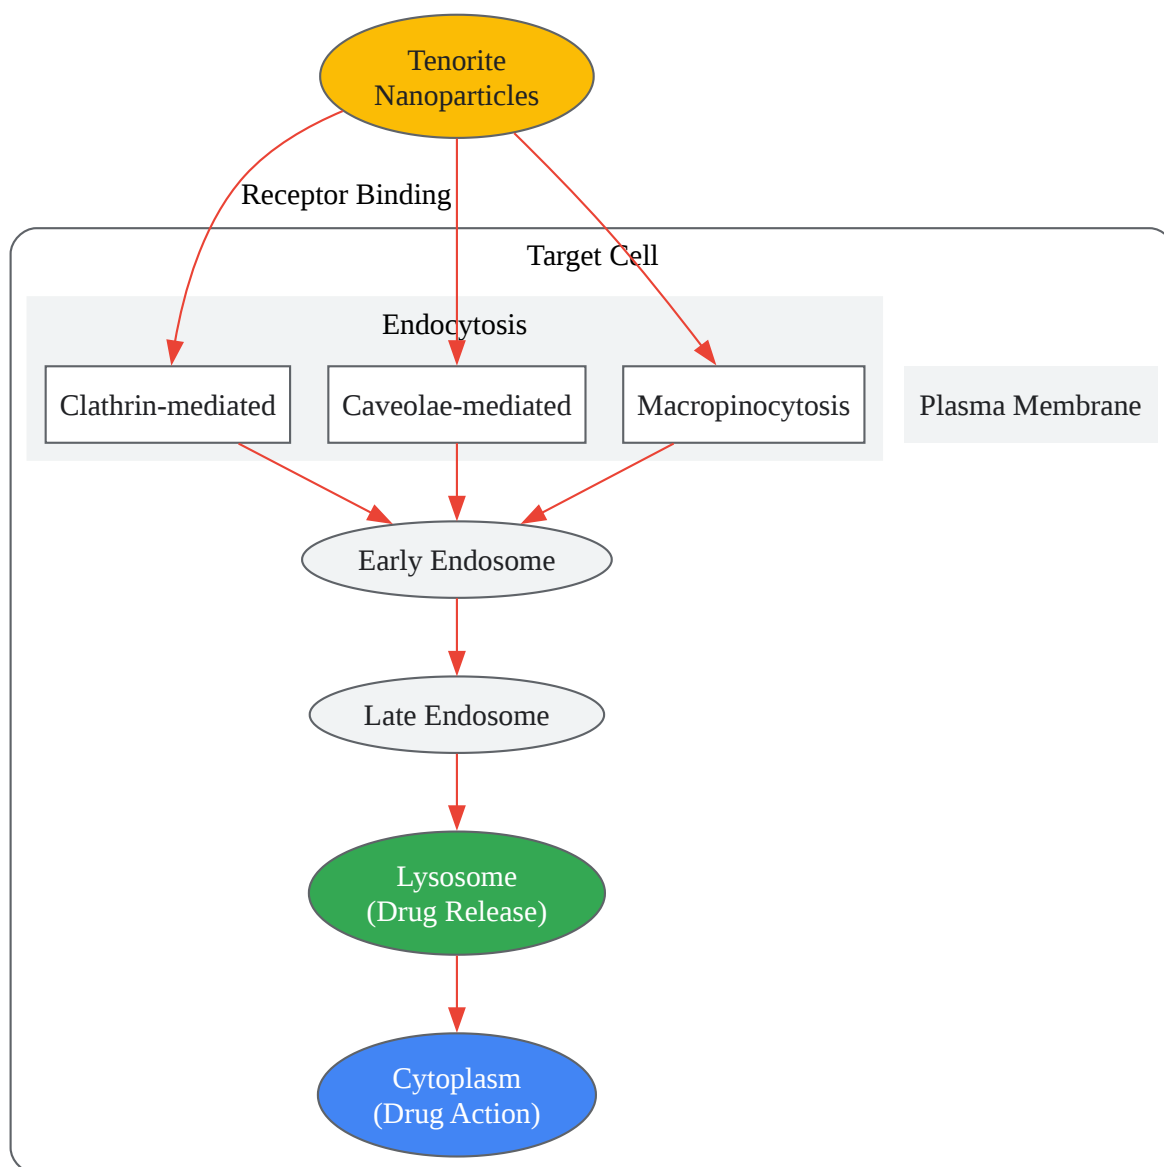 Tenorite
Nanoparticles
Receptor Binding
Target Cell
Endocytosis
Clathrin-mediated
Caveolae-mediated
Macropinocytosis
Plasma Membrane
Early Endosome
Late Endosome
Lysosome
(Drug Release)
Cytoplasm
(Drug Action)